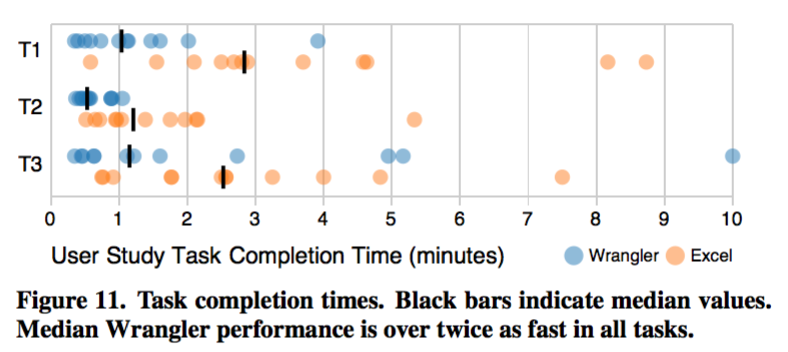 T1
T2
T3
0 1 2 3 4 5 6 7 8 9 10
User Study Task Completion Time (minutes) Wrangler Excel
Figure 11. Task completion times. Black bars indicate median values.
Median Wrangler performance is over twice as fast in all tasks.